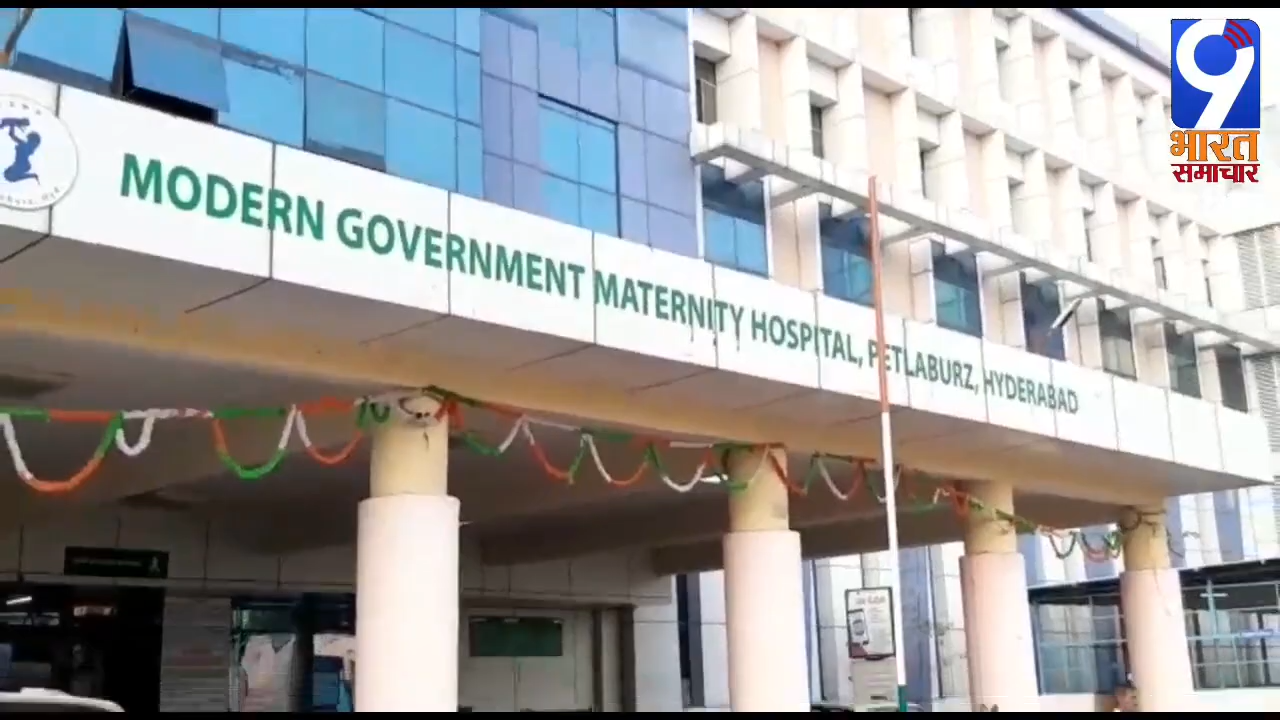 9
भारत
समाचार
MODERN GOVERNMENT MATERNITY HOSPITAL, PETLABURZ, HYDERABAD